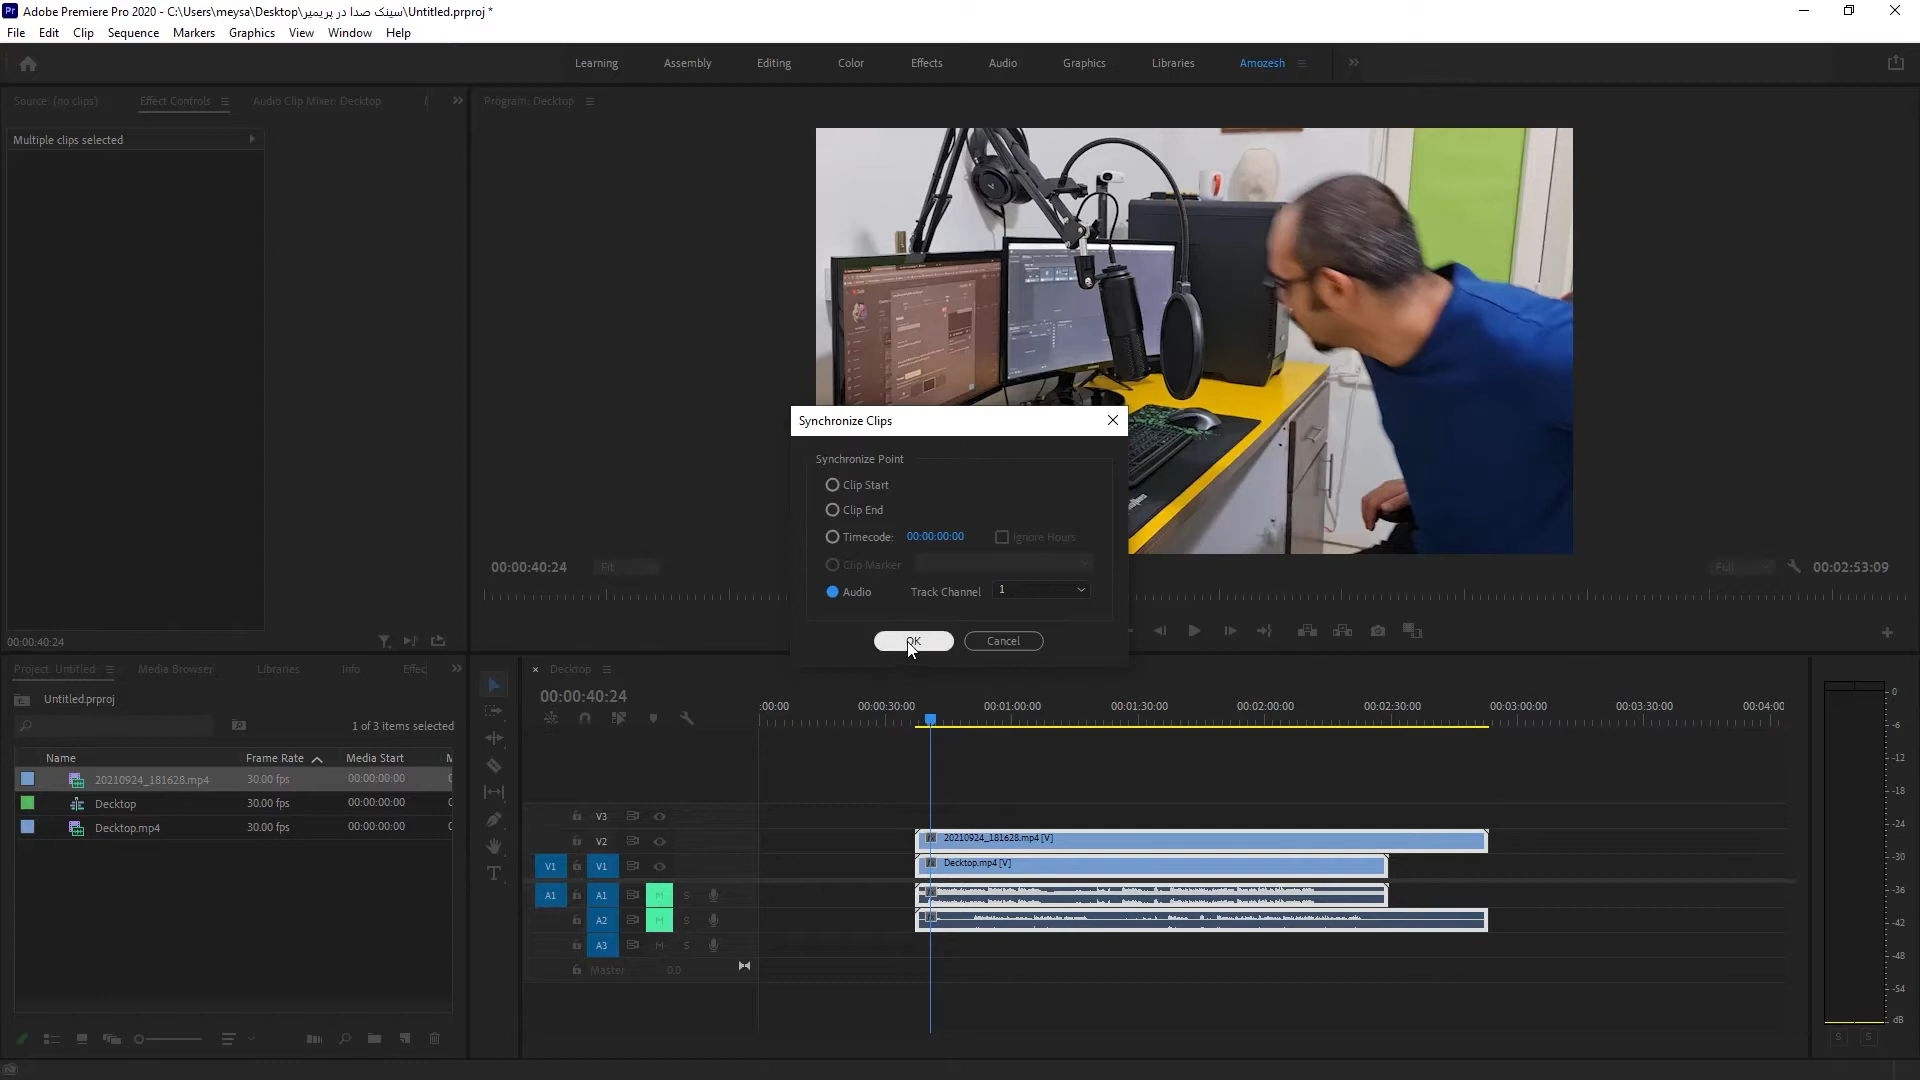 Adobe Premiere Pro 2020 - C:\Users\meysa\Desktop\سینک صدا در پریمیر\Untitled.prproj *
File Edit Clip Sequence Markers Graphics View Window Help
Learning Assembly Editing Color Effects Audio Graphics Libraries Amozesh
Source: (no clips) Effect Controls Audio Clip Mixer: Decktop
Program: Decktop
Multiple clips selected
Synchronize Clips
Synchronize Point
Clip Start
Clip End
Timecode: 00:00:00:00 Ignore Hours
Clip Marker
Audio Track Channel 1
OK Cancel
00:00:40:24 Fit Full 00:02:53:09
00:00:40:24
Project: Untitled Media Browser Libraries Info Effec
Untitled.prproj
1 of 3 items selected
Name Frame Rate Media Start M
20210924_181628.mp4 30.00 fps 00:00:00:00 0
Decktop 30.00 fps 00:00:00:00 0
Decktop.mp4 30.00 fps 00:00:00:00 0
Decktop
00:00:40:24
:00:00 00:00:30:00 00:01:00:00 00:01:30:00 00:02:00:00 00:02:30:00 00:03:00:00 00:03:30:00 00:04:00
V3
V2 20210924_181628.mp4 [V]
V1 V1 Decktop.mp4 [V]
A1 A1 M S
A2 M S
A3 M S
Master 0.0
0
-6
-12
-18
-24
-30
-36
-42
-48
-54
dB
S S